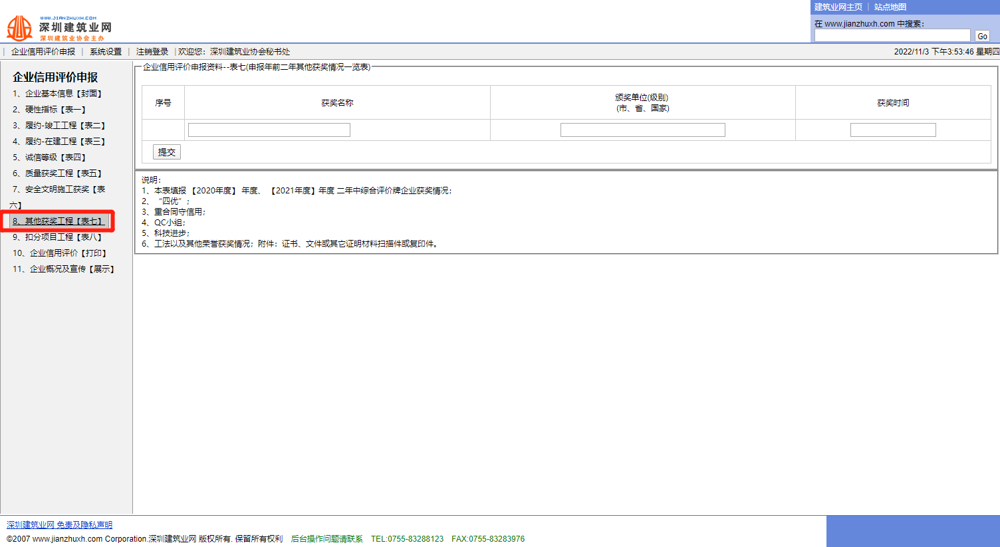 建筑业网主页 | 站点地图
WWW.JIANZHUXH.COM
深圳建筑业网
深圳建筑业协会主办
在 www.jianzhuxh.com 中搜索:
Go
| 企业信用评价申报 | 系统设置 | 注销登录 |欢迎您: 深圳建筑业协会秘书处
2022/11/3 下午3:53:46 星期四
企业信用评价申报
1、企业基本信息【封面】
2、硬性指标【表一】
3、履约-竣工工程【表二】
4、履约-在建工程【表三】
5、诚信等级【表四】
6、质量获奖工程【表五】
7、安全文明施工获奖【表
六】
8、其他获奖工程【表七】
9、扣分项目工程【表八】
10、企业信用评价【打印】
11、企业概况及宣传【展示】
企业信用评价申报资料--表七(申报年前二年其他获奖情况一览表)
序号
获奖名称
颁奖单位(级别)
(市、省、国家)
获奖时间
提交
说明:
1、本表填报 【2020年度】 年度、 【2021年度】年度 二年中综合评价牌企业获奖情况;
2、 “四优” ;
3、重合同守信用;
4、QC小组;
5、科技进步;
6、工法以及其他荣誉获奖情况; 附件: 证书、文件或其它证明材料扫描件或复印件。
深圳建筑业网 免责及隐私声明
©2007 www.jianzhuxh.com Corporation.深圳建筑业网 版权所有. 保留所有权利 后台操作问题请联系 TEL:0755-83288123 FAX:0755-83283976